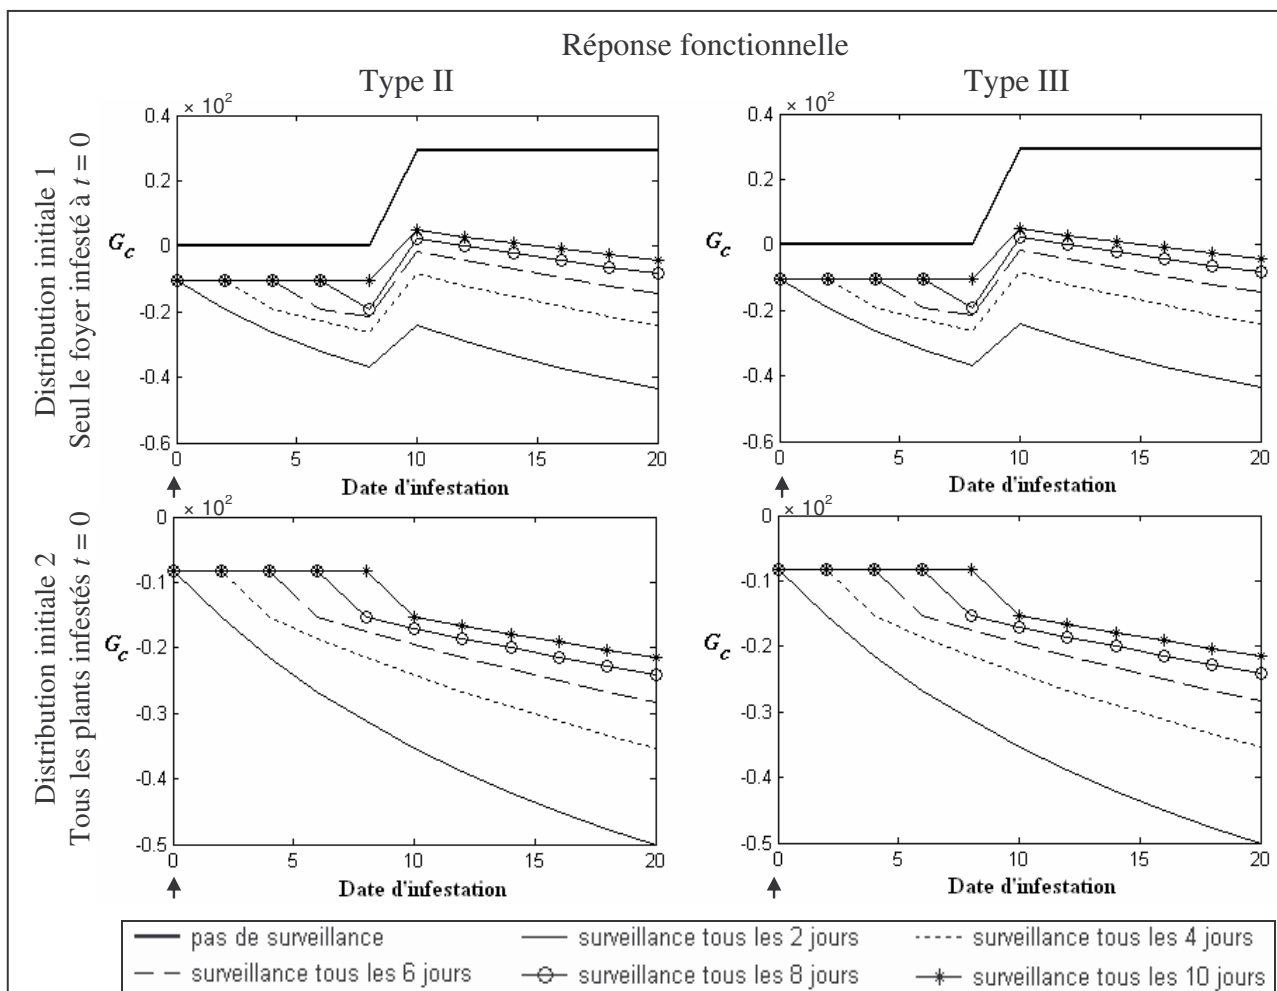 Réponse fonctionnelle
Type II
Type III
Distribution initiale 1
Seul le foyer infesté à t = 0
× 10²
0.4
0.2
0
-0.2
-0.4
-0.6
G_c
0 5 10 15 20
Date d'infestation
× 10²
0.4
0.2
0
-0.2
-0.4
-0.6
G_c
0 5 10 15 20
Date d'infestation
Distribution initiale 2
Tous les plants infestés t = 0
× 10²
0
-0.1
-0.2
-0.3
-0.4
-0.5
G_c
0 5 10 15 20
Date d'infestation
× 10²
0
-0.1
-0.2
-0.3
-0.4
-0.5
G_c
0 5 10 15 20
Date d'infestation
pas de surveillance
surveillance tous les 2 jours
surveillance tous les 4 jours
surveillance tous les 6 jours
surveillance tous les 8 jours
surveillance tous les 10 jours